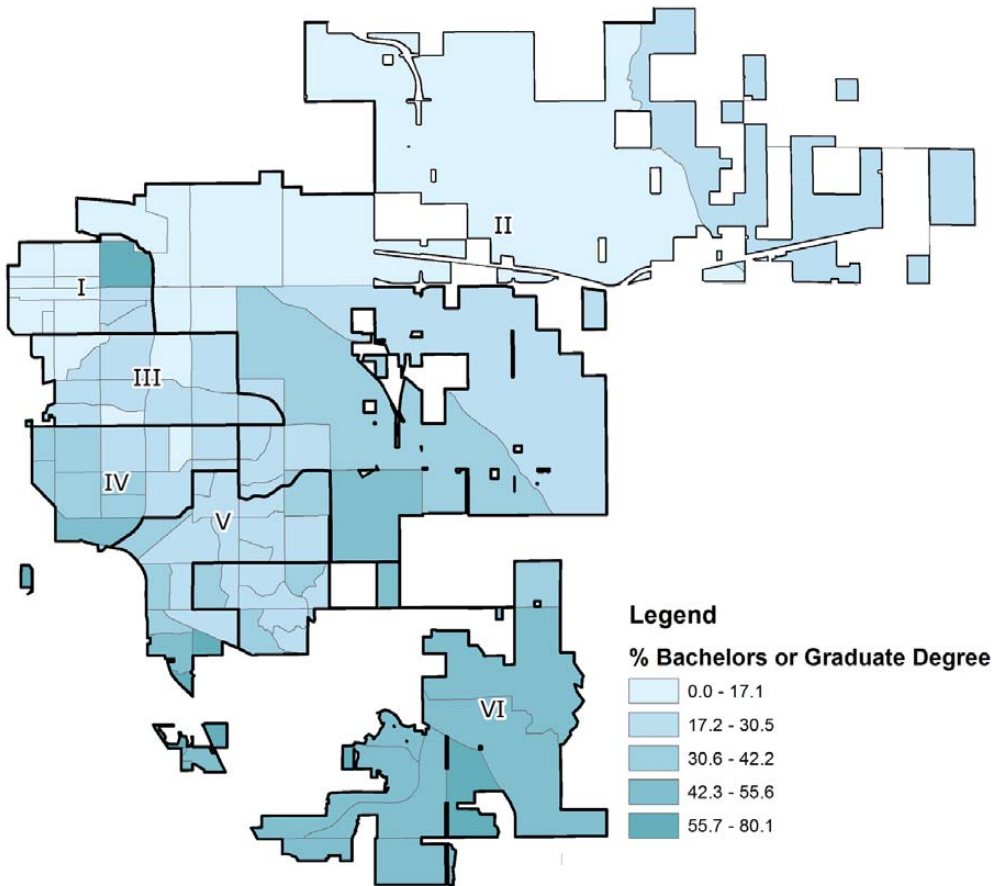 II
I
III
IV
V
VI
Legend
% Bachelors or Graduate Degree
0.0 - 17.1
17.2 - 30.5
30.6 - 42.2
42.3 - 55.6
55.7 - 80.1